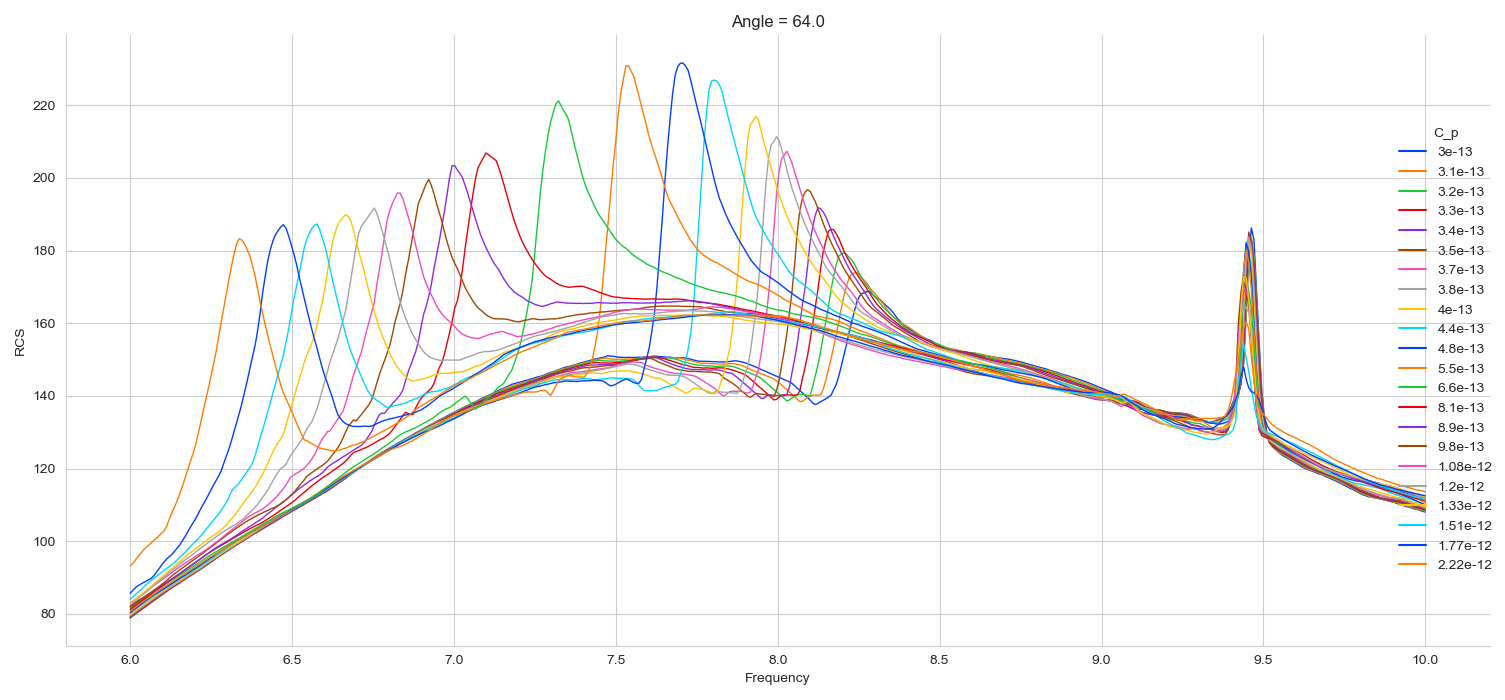 Angle = 64.0
RCS
220
200
180
160
140
120
100
80
6.0 6.5 7.0 7.5 8.0 8.5 9.0 9.5 10.0
Frequency
C_p
3e-13
3.1e-13
3.2e-13
3.3e-13
3.4e-13
3.5e-13
3.7e-13
3.8e-13
4e-13
4.4e-13
4.8e-13
5.5e-13
6.6e-13
8.1e-13
8.9e-13
9.8e-13
1.08e-12
1.2e-12
1.33e-12
1.51e-12
1.77e-12
2.22e-12